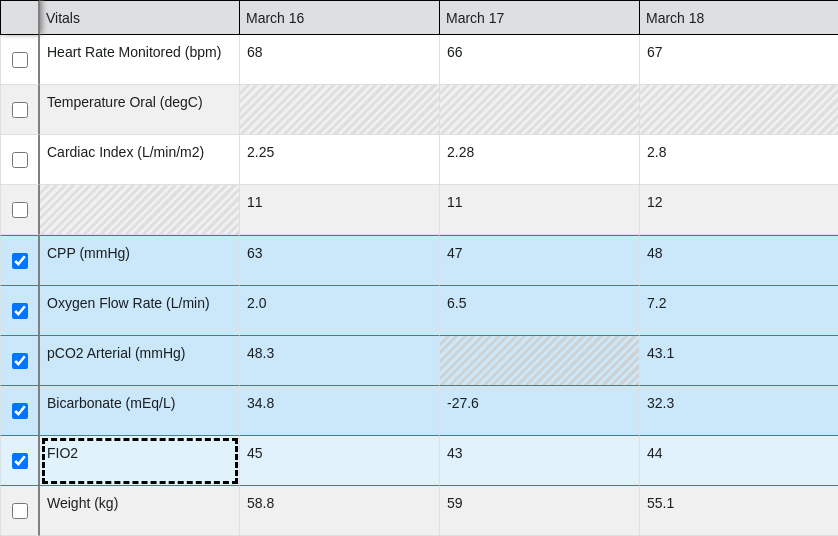 Vitals March 16 March 17 March 18
Heart Rate Monitored (bpm) 68 66 67
Temperature Oral (degC)
Cardiac Index (L/min/m2) 2.25 2.28 2.8
11 11 12
CPP (mmHg) 63 47 48
Oxygen Flow Rate (L/min) 2.0 6.5 7.2
pCO2 Arterial (mmHg) 48.3 43.1
Bicarbonate (mEq/L) 34.8 -27.6 32.3
FIO2 45 43 44
Weight (kg) 58.8 59 55.1